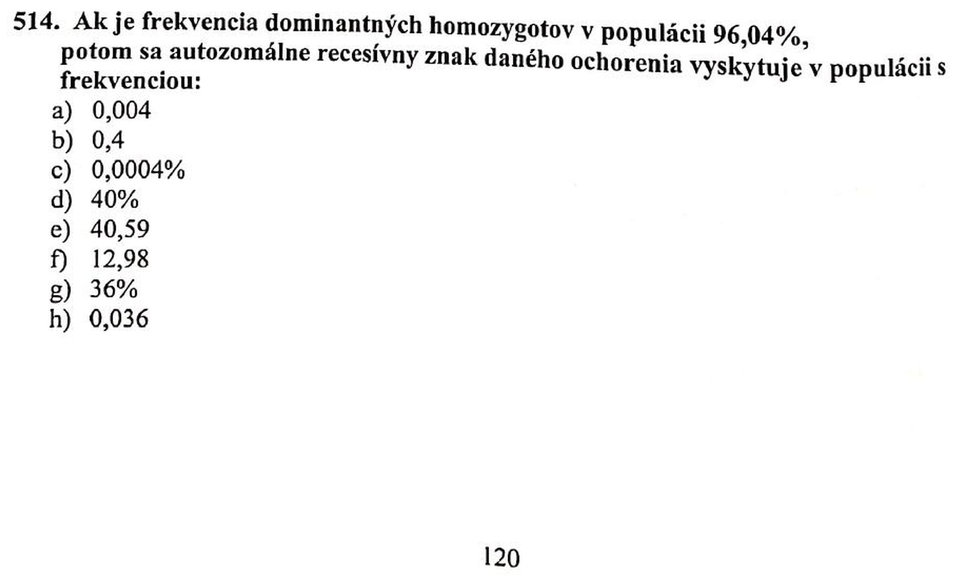 514. Ak je frekvencia dominantných homozygotov v populácii 96,04%,
potom sa autozomálne recesívny znak daného ochorenia vyskytuje v populácii s
frekvenciou:
a) 0,004
b) 0,4
c) 0,0004%
d) 40%
e) 40,59
f) 12,98
g) 36%
h) 0,036
120